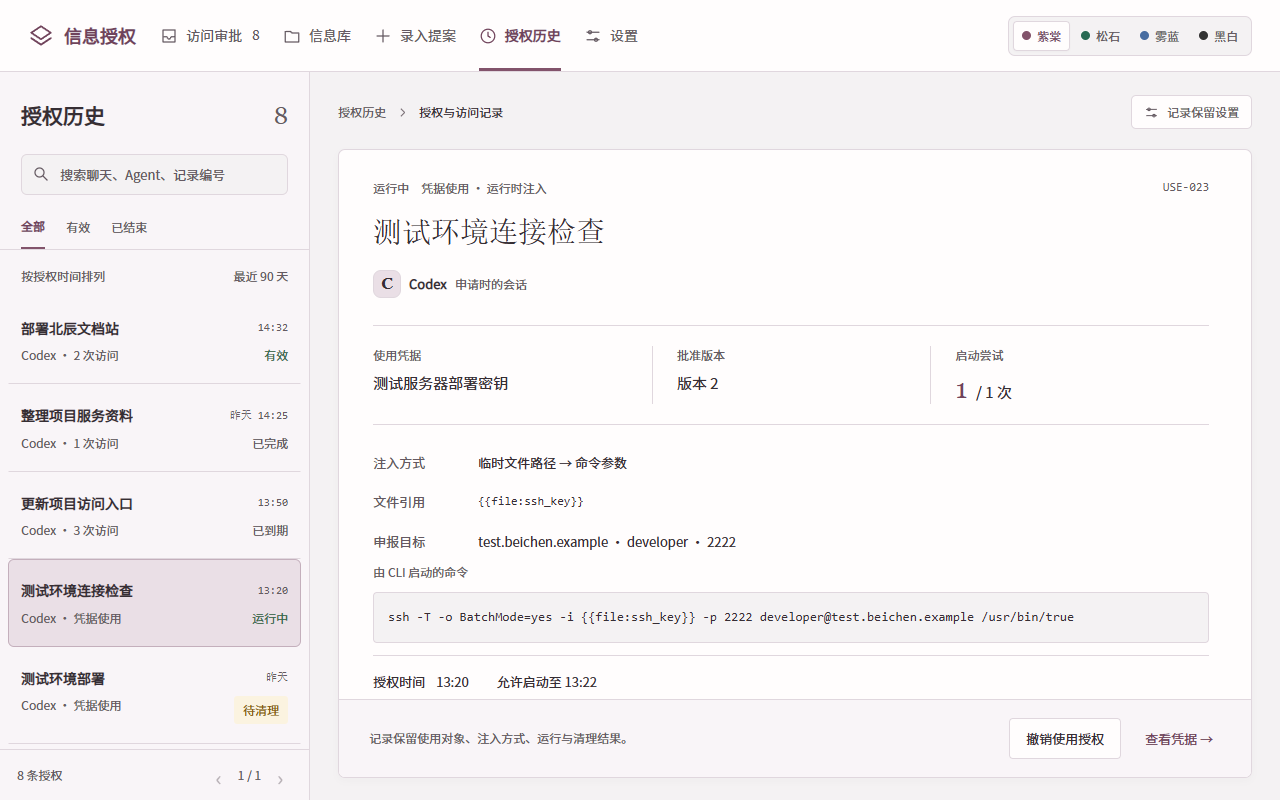 信息授权
访问审批 8
信息库
录入提案
授权历史
设置
紫棠
松石
雾蓝
黑白
授权历史 8
搜索聊天、Agent、记录编号
全部 有效 已结束
按授权时间排列 最近 90 天
部署北辰文档站 14:32
Codex · 2 次访问 有效
整理项目服务资料 昨天 14:25
Codex · 1 次访问 已完成
更新项目访问入口 13:50
Codex · 3 次访问 已到期
测试环境连接检查 13:20
Codex · 凭据使用 运行中
测试环境部署 昨天
Codex · 凭据使用 待清理
8 条授权 ‹ 1 / 1 ›
授权历史 > 授权与访问记录
记录保留设置
运行中 凭据使用 · 运行时注入 USE-023
测试环境连接检查
C Codex 申请时的会话
使用凭据 批准版本 启动尝试
测试服务器部署密钥 版本 2 1 / 1 次
注入方式 临时文件路径 → 命令参数
文件引用 {{file:ssh_key}}
申报目标 test.beichen.example · developer · 2222
由 CLI 启动的命令
ssh -T -o BatchMode=yes -i {{file:ssh_key}} -p 2222 developer@test.beichen.example /usr/bin/true
授权时间 13:20 允许启动至 13:22
记录保留使用对象、注入方式、运行与清理结果。
撤销使用授权
查看凭据 →